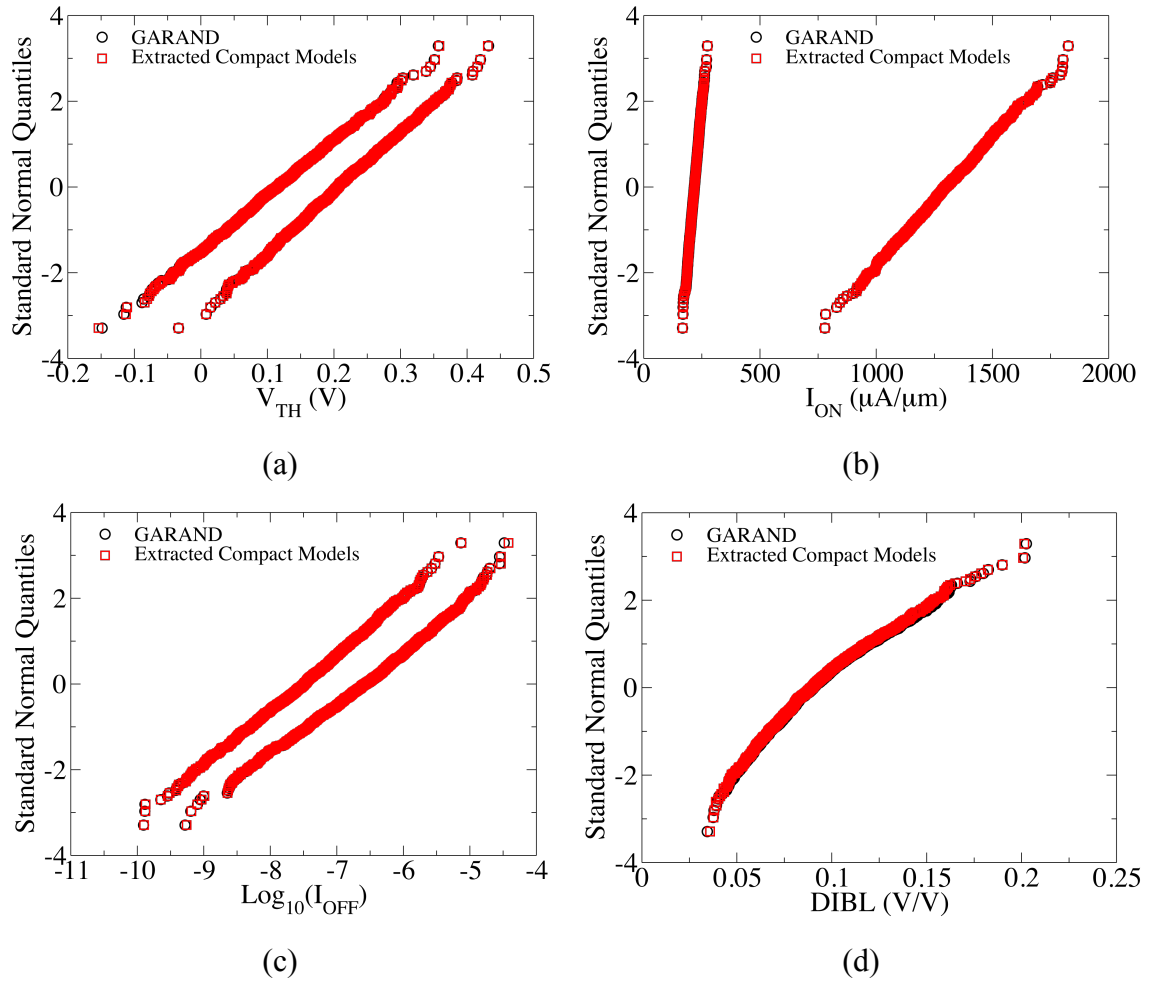 4
2
0
-2
-4
Standard Normal Quantiles
GARAND
Extracted Compact Models
-0.2
-0.1
0
0.1
0.2
0.3
0.4
0.5
V_TH (V)
(a)
4
2
0
-2
-4
Standard Normal Quantiles
GARAND
Extracted Compact Models
0
500
1000
1500
2000
I_ON (μA/μm)
(b)
4
2
0
-2
-4
Standard Normal Quantiles
GARAND
Extracted Compact Models
-11
-10
-9
-8
-7
-6
-5
-4
Log_10(I_OFF)
(c)
4
2
0
-2
-4
Standard Normal Quantiles
GARAND
Extracted Compact Models
0
0.05
0.1
0.15
0.2
0.25
DIBL (V/V)
(d)